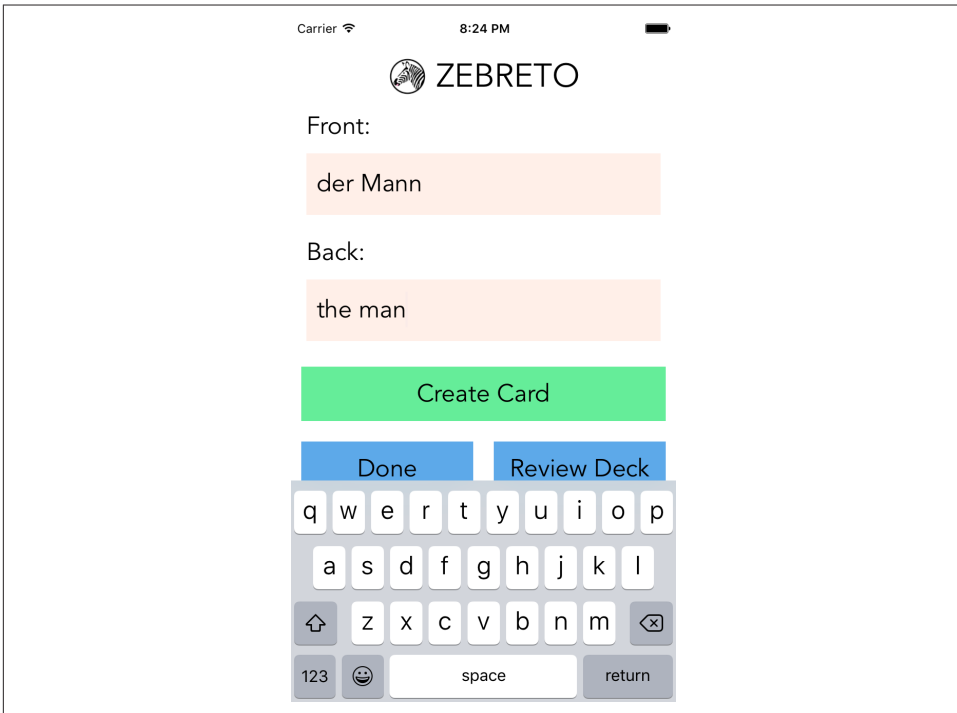 Carrier 8:24 PM
ZEBRETO
Front:
der Mann
Back:
the man
Create Card
Done Review Deck
q w e r t y u i o p
a s d f g h j k l
z x c v b n m
123 space return